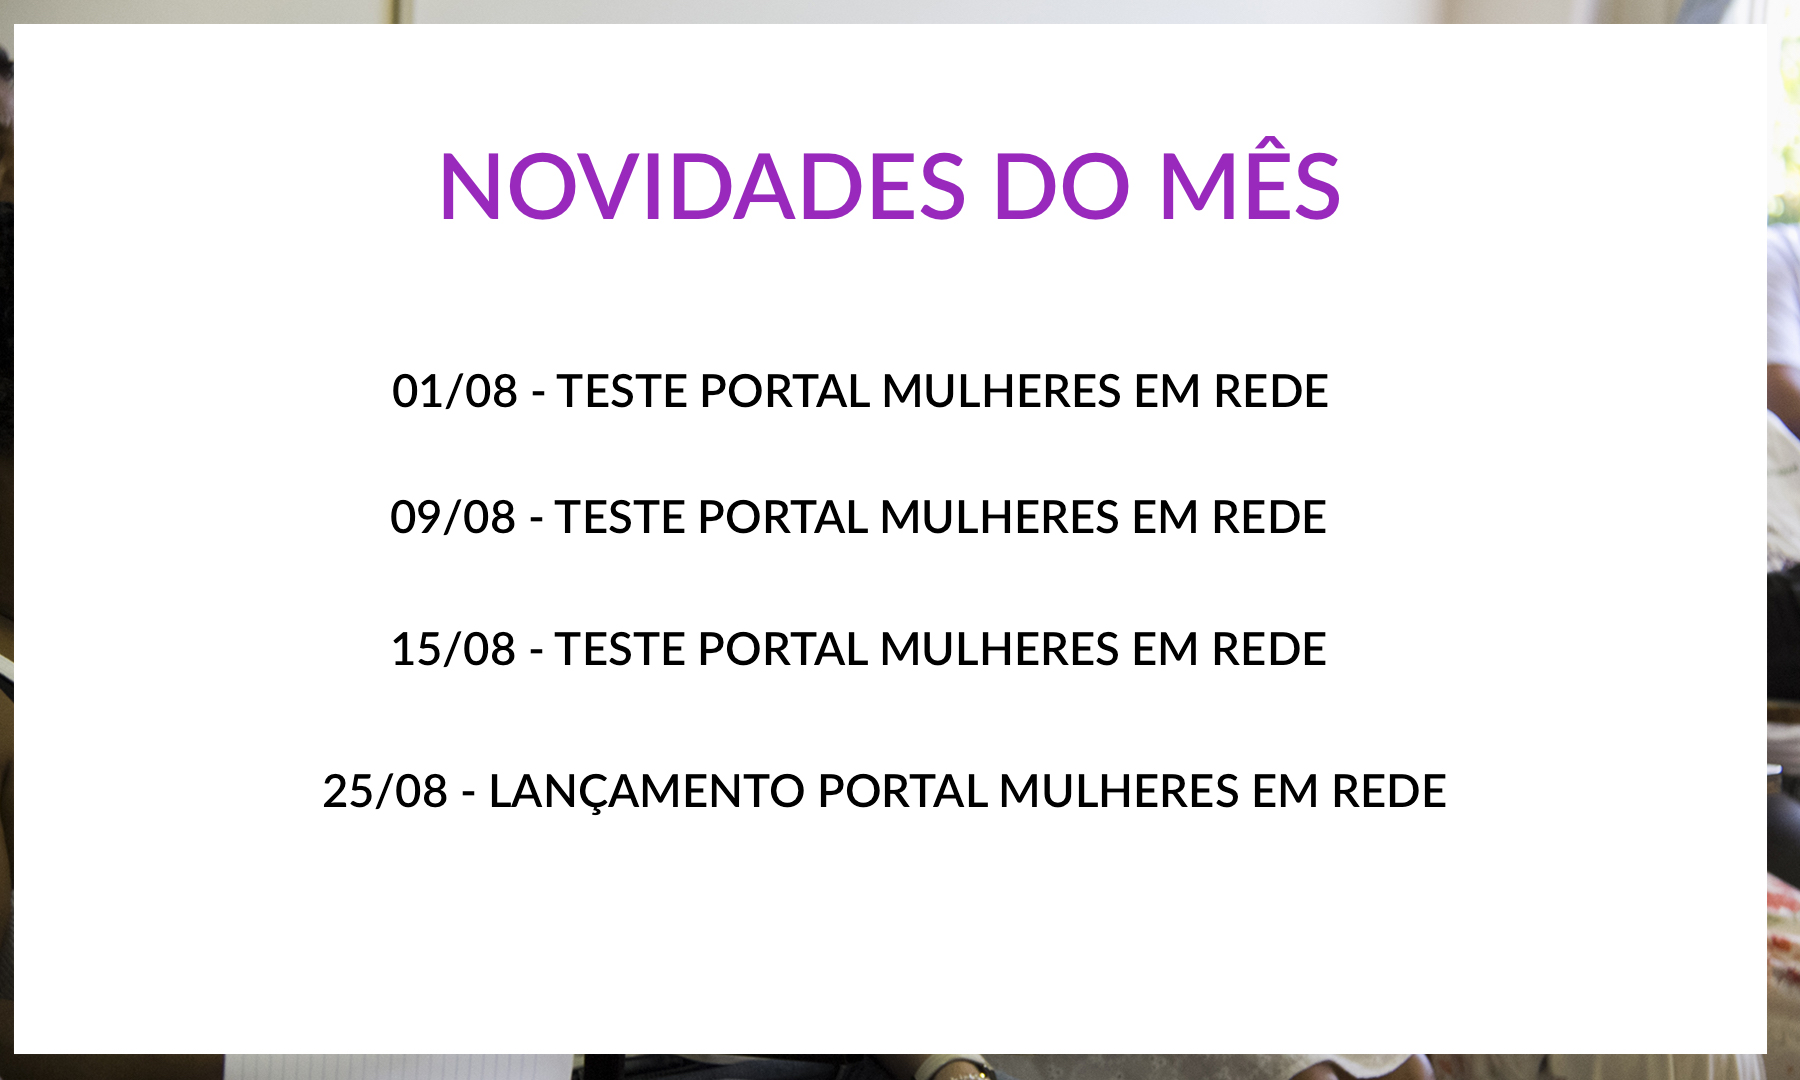 NOVIDADES DO MÊS
01/08 - TESTE PORTAL MULHERES EM REDE
09/08 - TESTE PORTAL MULHERES EM REDE
15/08 - TESTE PORTAL MULHERES EM REDE
25/08 - LANÇAMENTO PORTAL MULHERES EM REDE